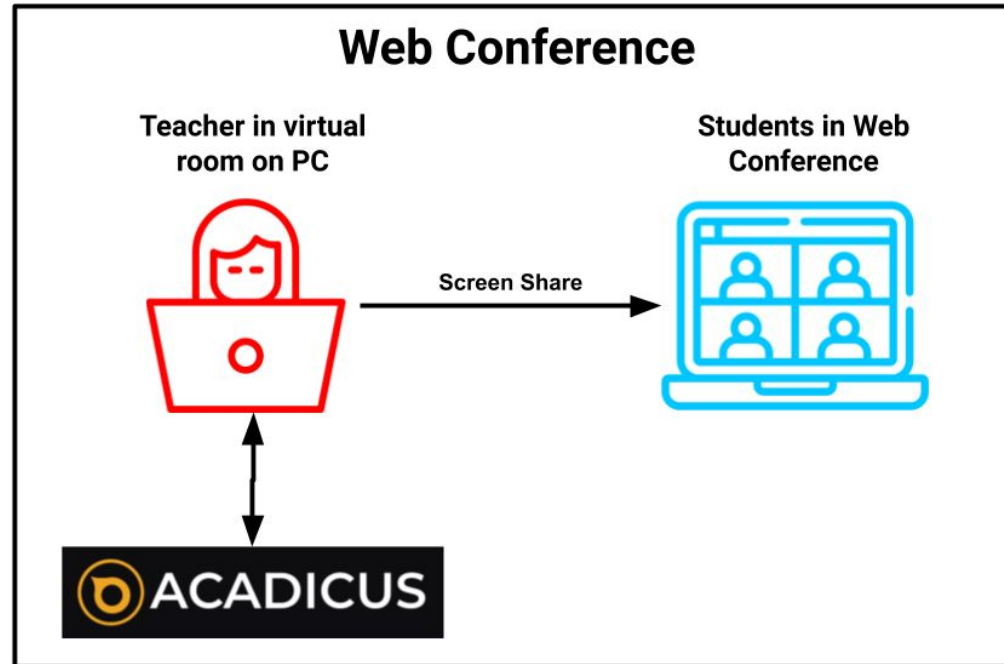 Web Conference
Teacher in virtual
room on PC
Students in Web
Conference
Screen Share
ACADICUS